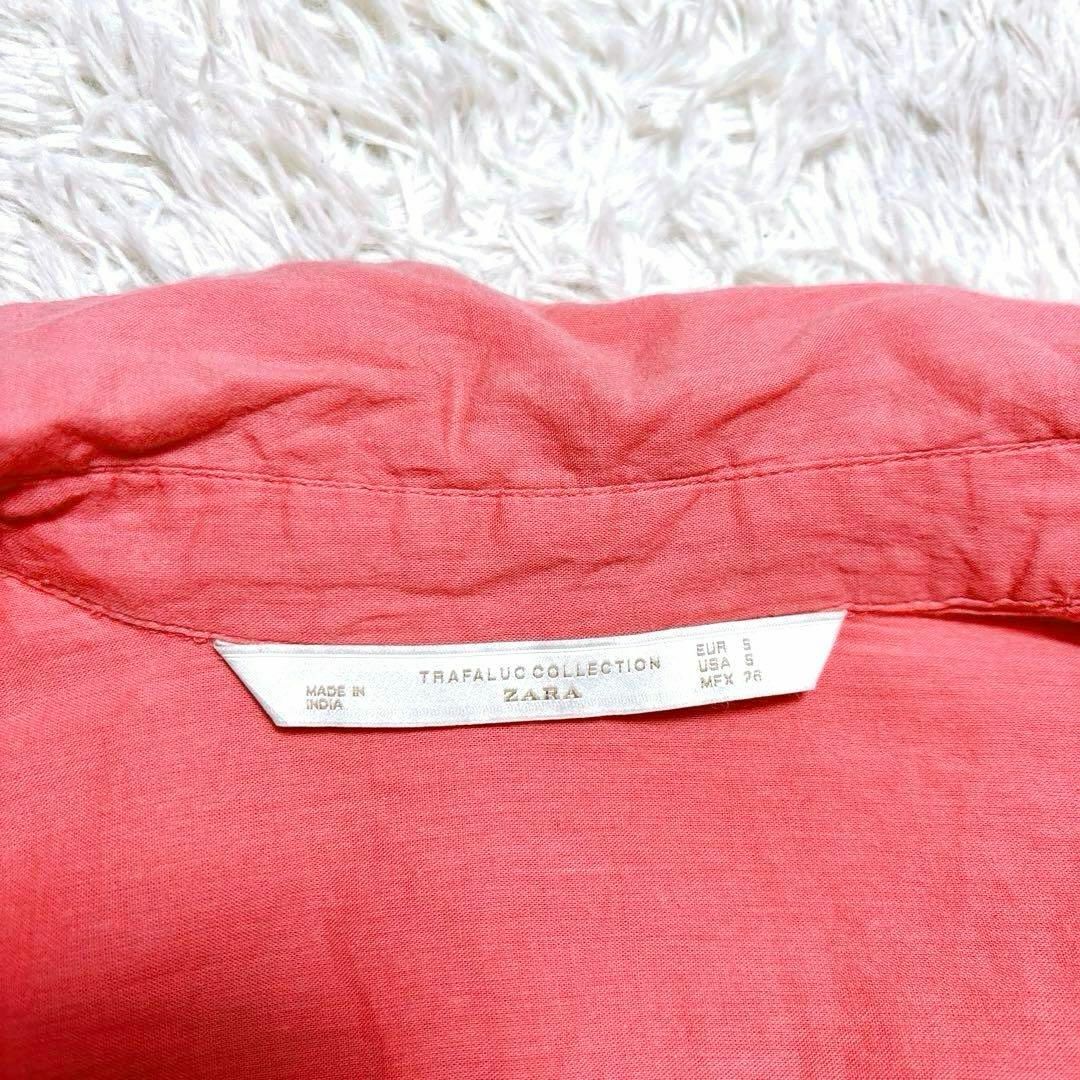 MADE IN
INDIA
TRAFALUC COLLECTION
ZARA
EUR S
USA S
MEX 26